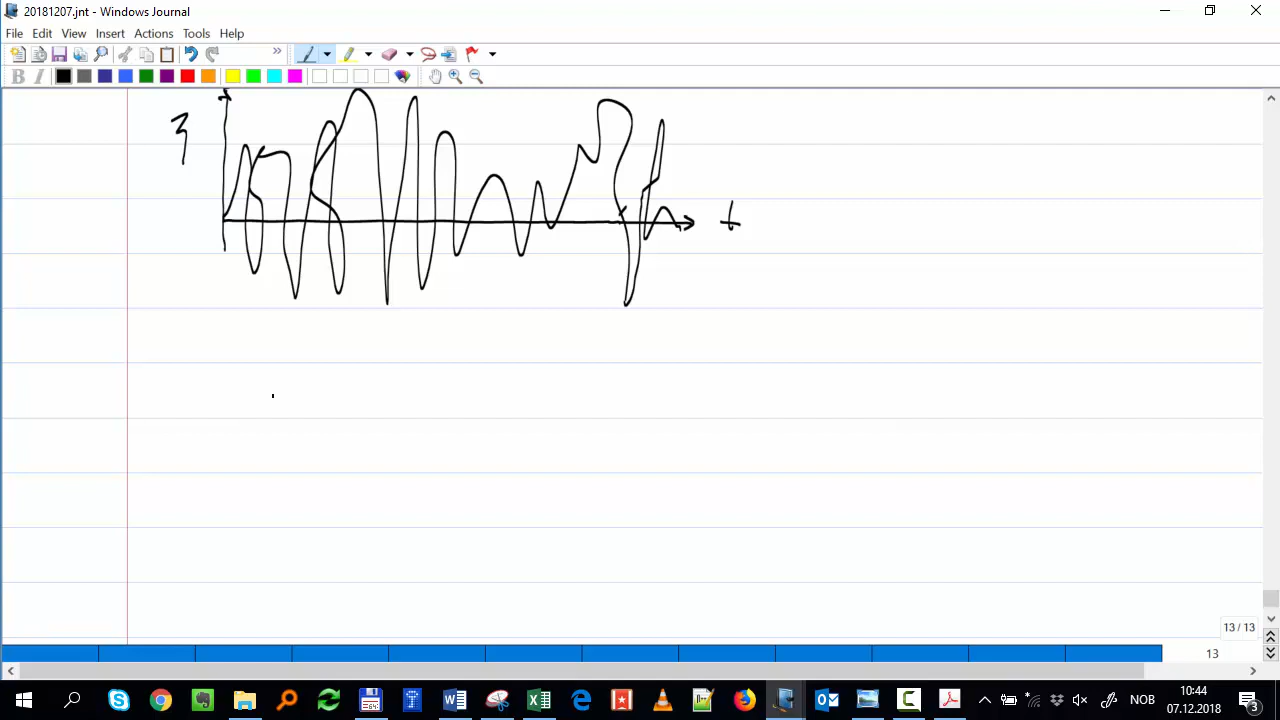 20181207.jnt - Windows Journal
File Edit View Insert Actions Tools Help
B I
t
13 / 13
13
NOB
10:44
07.12.2018
3